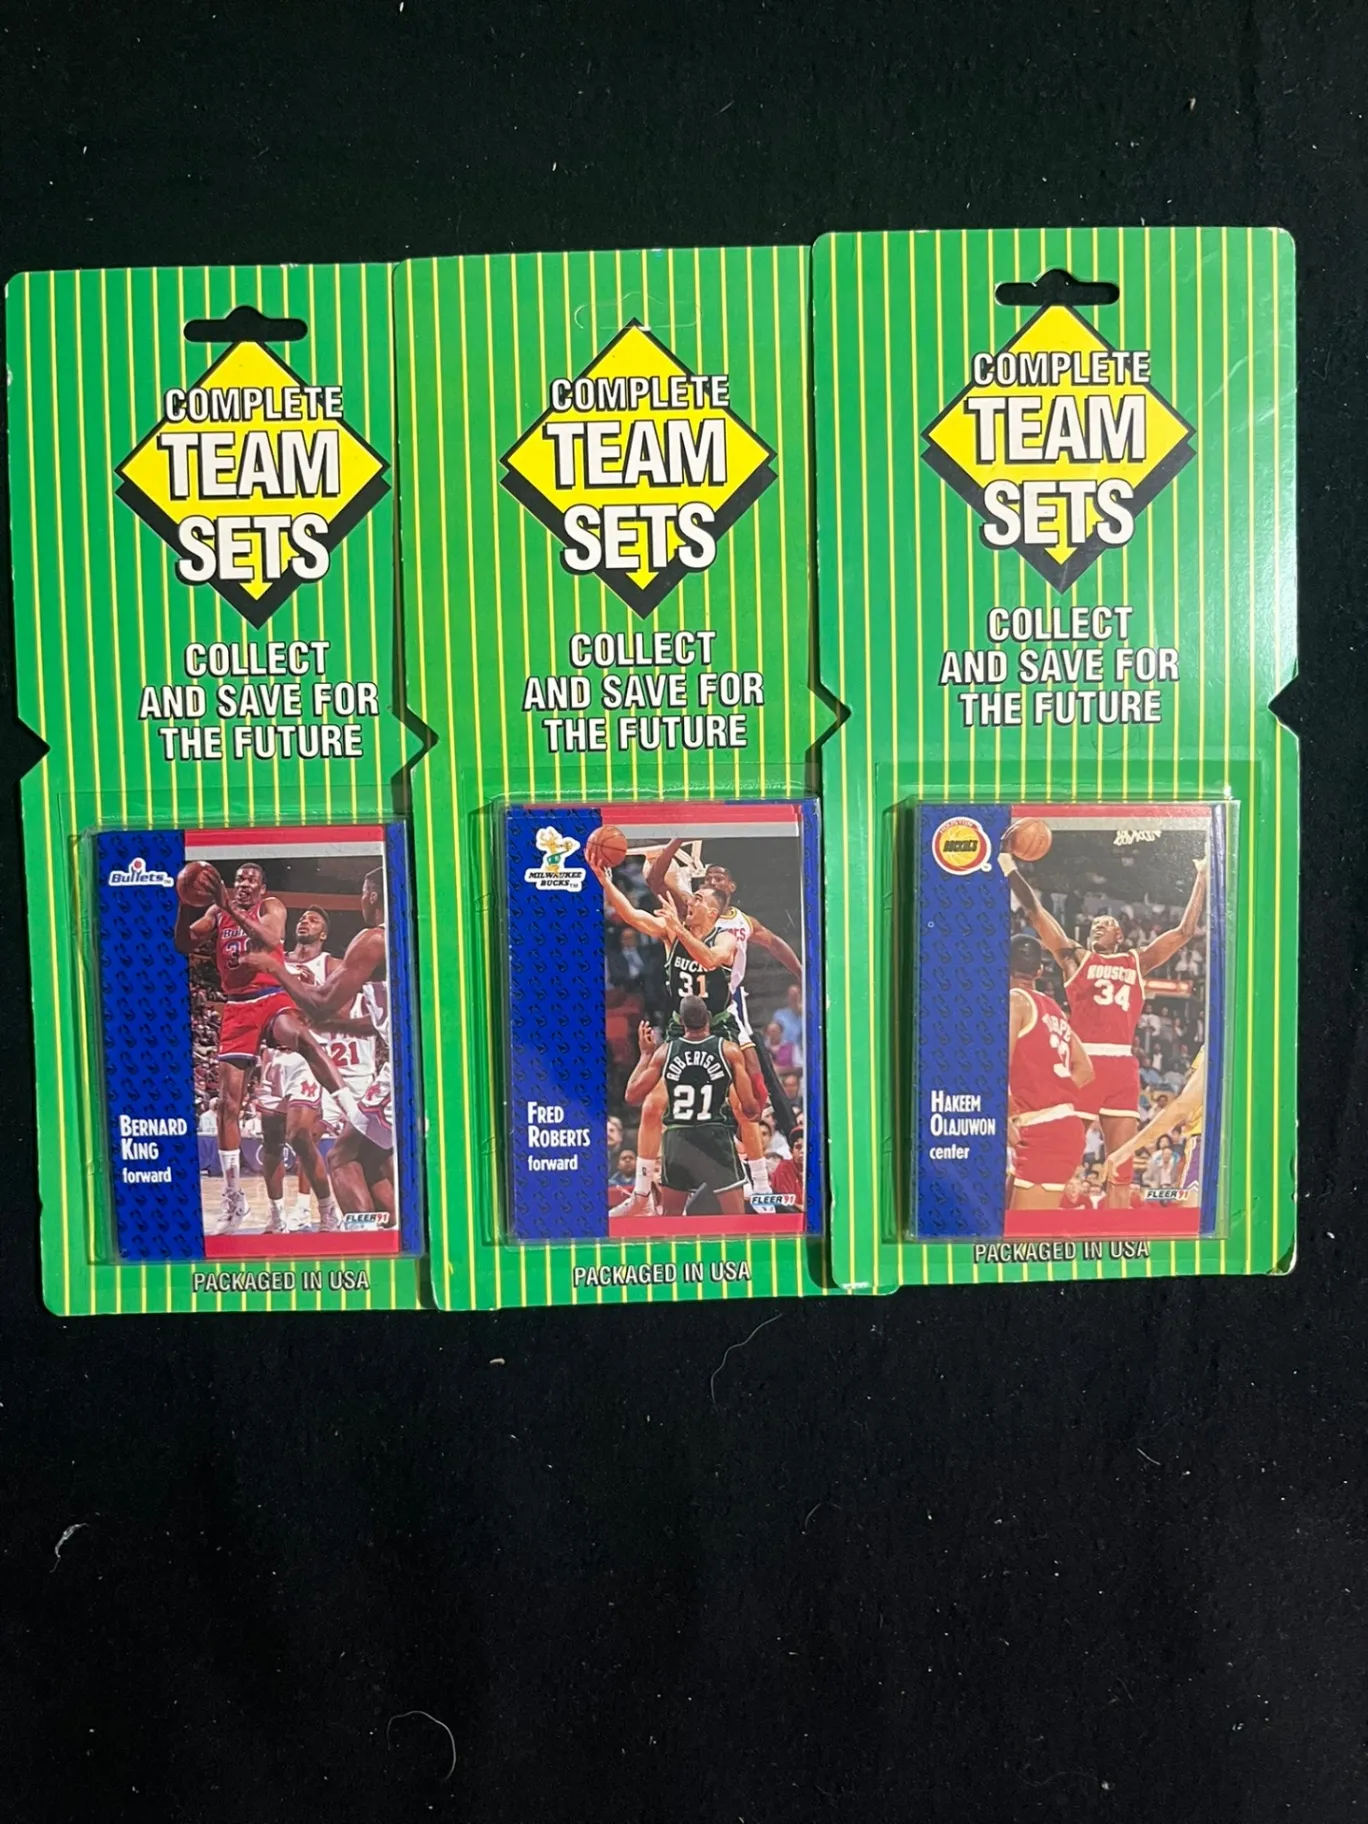 COMPLETE
TEAM
SETS
COLLECT
AND SAVE FOR
THE FUTURE
Bullets
BERNARD
KING
forward
21
FLEER 91
PACKAGED IN USA
COMPLETE
TEAM
SETS
COLLECT
AND SAVE FOR
THE FUTURE
MILWAUKEE
BUCKS TM
BUCKS
31
ROBERTSON
21
FRED
ROBERTS
forward
FLEER 91
PACKAGED IN USA
COMPLETE
TEAM
SETS
COLLECT
AND SAVE FOR
THE FUTURE
HOUSTON
ROCKETS
HOUSTON
34
HAKEEM
OLAJUWON
center
FLEER 91
PACKAGED IN USA